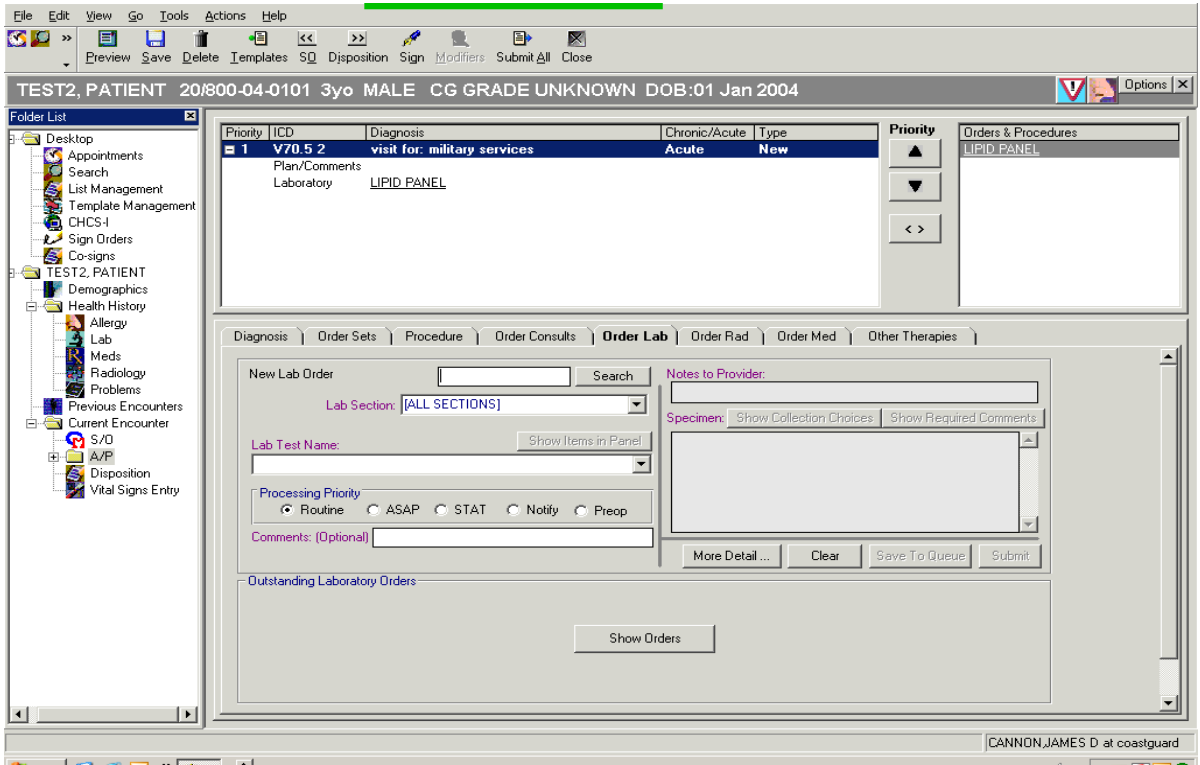 File Edit View Go Tools Actions Help
»
Preview Save Delete Templates SO Disposition Sign Modifiers Submit All Close
TEST2, PATIENT 20/800-04-0101 3yo MALE CG GRADE UNKNOWN DOB:01 Jan 2004
Options X
Folder List
Desktop
Appointments
Search
List Management
Template Management
CHCS-I
Sign Orders
Co-signs
TEST2, PATIENT
Demographics
Health History
Allergy
Lab
Meds
Radiology
Problems
Previous Encounters
Current Encounter
S/O
A/P
Disposition
Vital Signs Entry
Priority ICD Diagnosis Chronic/Acute Type
1 V70.5 2 visit for: military services Acute New
Plan/Comments
Laboratory LIPID PANEL
Priority
< >
Orders & Procedures
LIPID PANEL
Diagnosis Order Sets Procedure Order Consults Order Lab Order Rad Order Med Other Therapies
New Lab Order Search
Lab Section: [ALL SECTIONS]
Lab Test Name: Show Items in Panel
Processing Priority
Routine ASAP STAT Notify Preop
Comments: (Optional)
Notes to Provider:
Specimen: Show Collection Choices Show Required Comments
More Detail ... Clear Save To Queue Submit
Outstanding Laboratory Orders
Show Orders
CANNON,JAMES D at coastguard